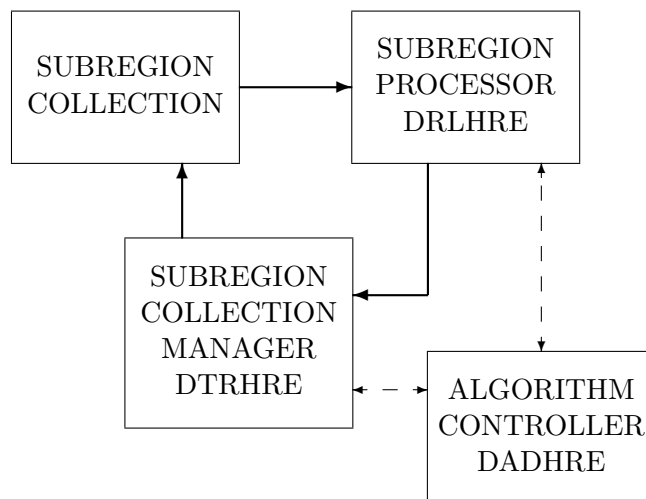 SUBREGION
COLLECTION
SUBREGION
PROCESSOR
DRLHRE
SUBREGION
COLLECTION
MANAGER
DTRHRE
ALGORITHM
CONTROLLER
DADHRE